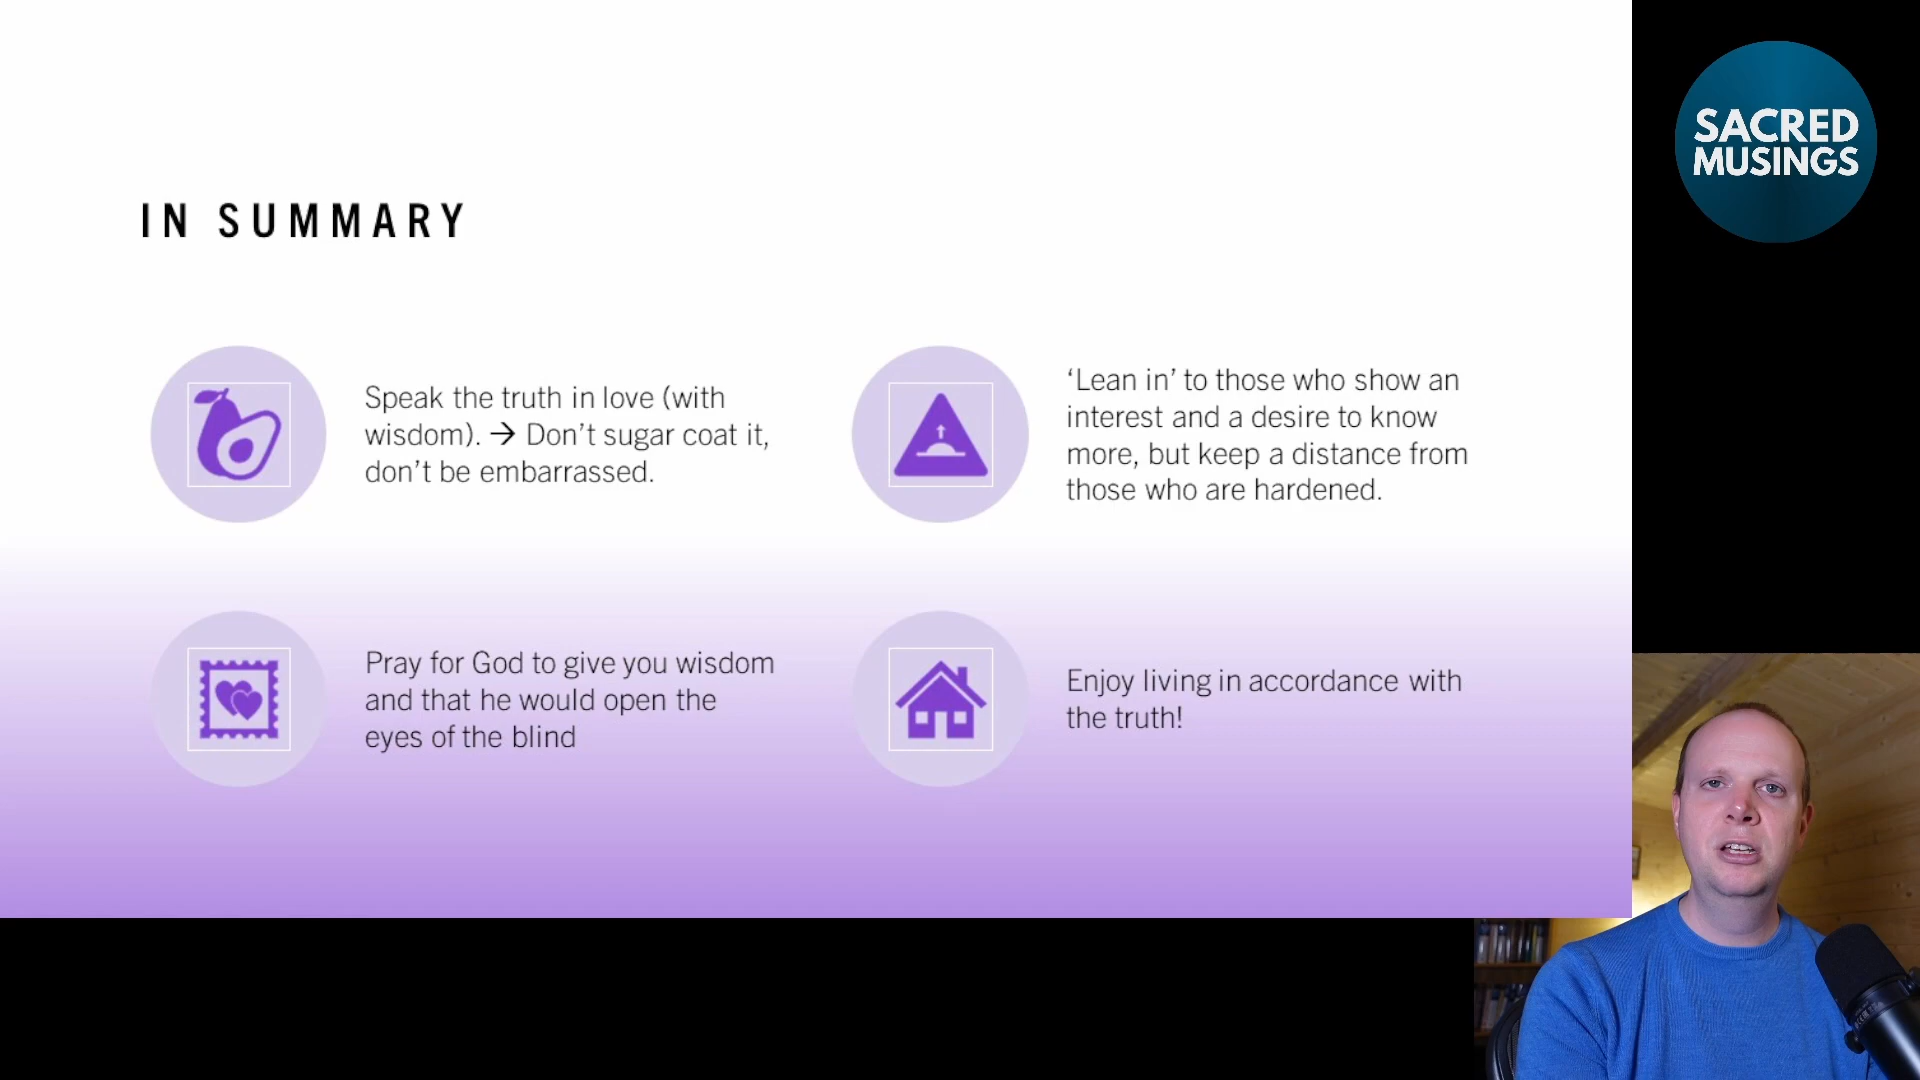 SACRED
MUSINGS
IN SUMMARY
Speak the truth in love (with
wisdom). → Don’t sugar coat it,
don’t be embarrassed.
‘Lean in’ to those who show an
interest and a desire to know
more, but keep a distance from
those who are hardened.
Pray for God to give you wisdom
and that he would open the
eyes of the blind
Enjoy living in accordance with
the truth!